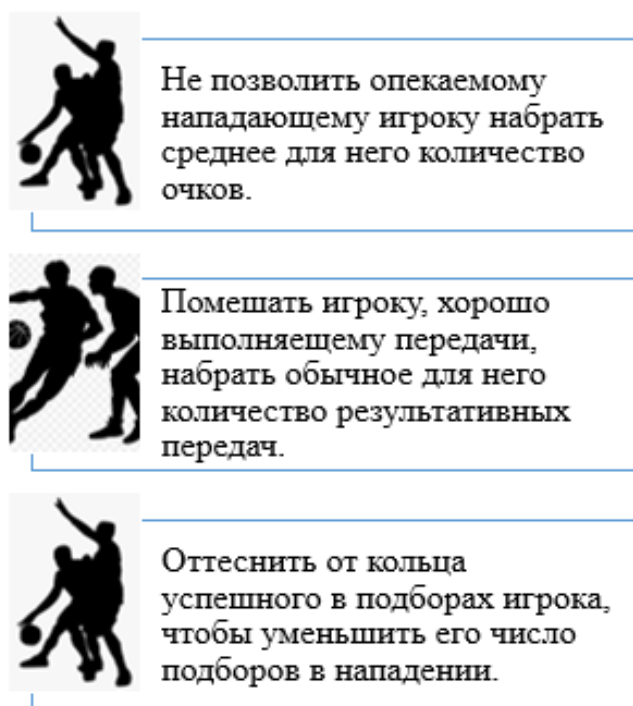 Не позволить опекаемому
нападающему игроку набрать
среднее для него количество
очков.
Помешать игроку, хорошо
выполняещему передачи,
набрать обычное для него
количество результативных
передач.
Оттеснить от кольца
успешного в подборах игрока,
чтобы уменьшить его число
подборов в нападении.